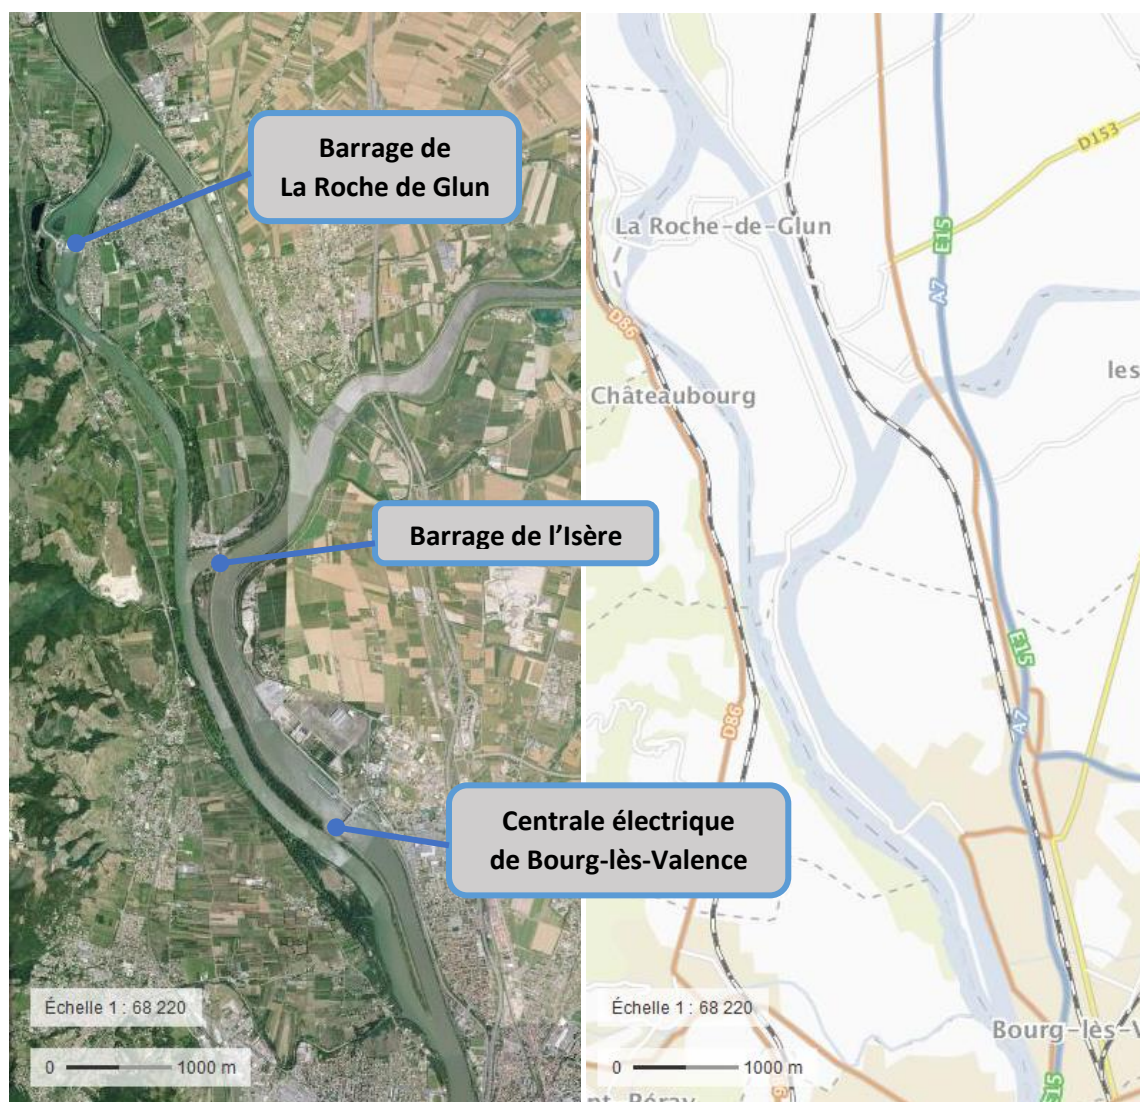 Barrage de
La Roche de Glun
Barrage de l’Isère
Centrale électrique
de Bourg-lès-Valence
Échelle 1 : 68 220
0 1000 m
D153
La Roche-de-Glun
E15
A7
D86
les
Châteaubourg
E15
D86
A7
Bourg-lès-V
Échelle 1 : 68 220
0 1000 m
E15
nt-Péray